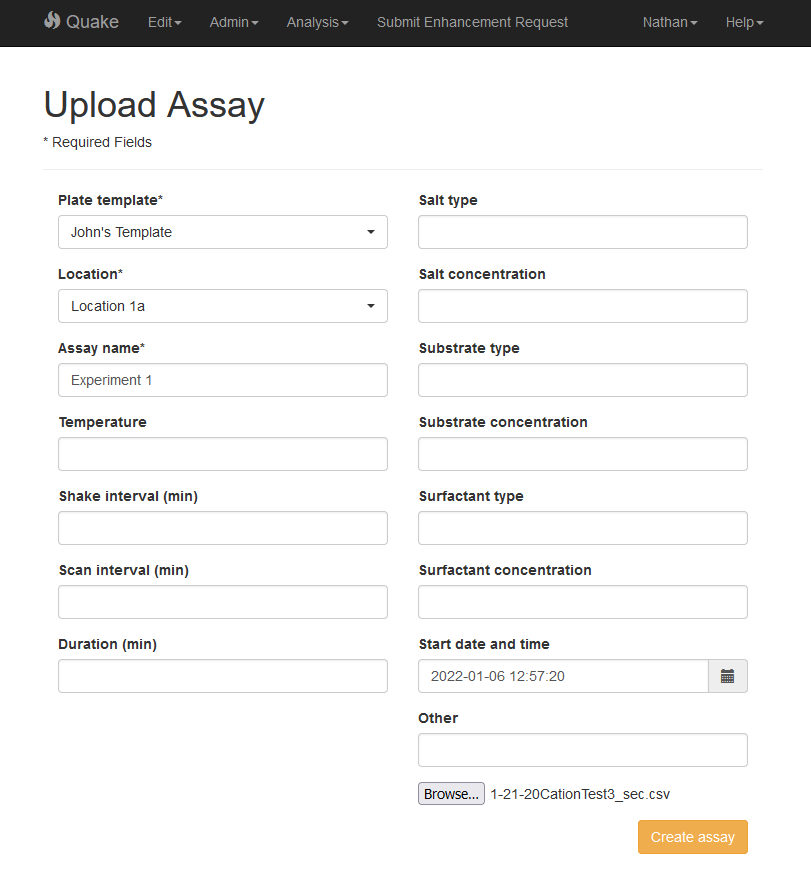 Quake Edit Admin Analysis Submit Enhancement Request Nathan Help
Upload Assay
* Required Fields
Plate template*
John's Template
Location*
Location 1a
Assay name*
Experiment 1
Temperature
Shake interval (min)
Scan interval (min)
Duration (min)
Salt type
Salt concentration
Substrate type
Substrate concentration
Surfactant type
Surfactant concentration
Start date and time
2022-01-06 12:57:20
Other
Browse... 1-21-20CationTest3_sec.csv
Create assay